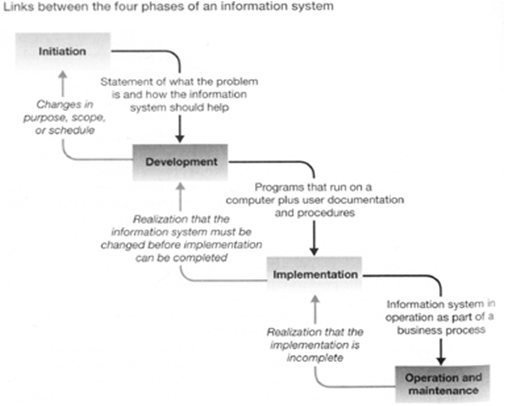 Links between the four phases of an information system
Initiation
Statement of what the problem
is and how the information
system should help
Changes in
purpose, scope,
or schedule
Development
Programs that run on a
computer plus user documentation
and procedures
Realization that the
information system must be
changed before implementation
can be completed
Implementation
Information system in
operation as part of a
business process
Realization that the
implementation is
incomplete
Operation and
maintenance